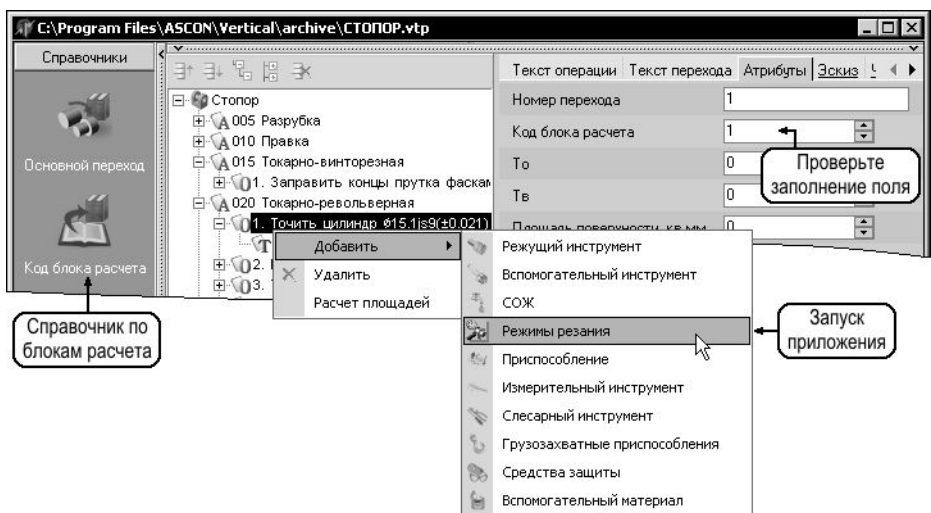 C:\Program Files\ASCON\Vertical\archive\СТОПОР.vtp
Справочники
Основной переход
Код блока расчета
Стопор
005 Разрубка
010 Правка
015 Токарно-винторезная
1. Заправить концы прутка фаскам
020 Токарно-револьверная
1. Точить цилиндр ø15.1js9(±0.021)
2.
3.
Текст операции Текст перехода Атрибуты Эскиз
Номер перехода 1
Код блока расчета 1
То 0
Тв 0
Площадь поверхности, кв.мм 0
Проверьте
заполнение поля
Добавить
Удалить
Расчет площадей
Режущий инструмент
Вспомогательный инструмент
СОЖ
Режимы резания
Приспособление
Измерительный инструмент
Слесарный инструмент
Грузозахватные приспособления
Средства защиты
Вспомогательный материал
Справочник по
блокам расчета
Запуск
приложения